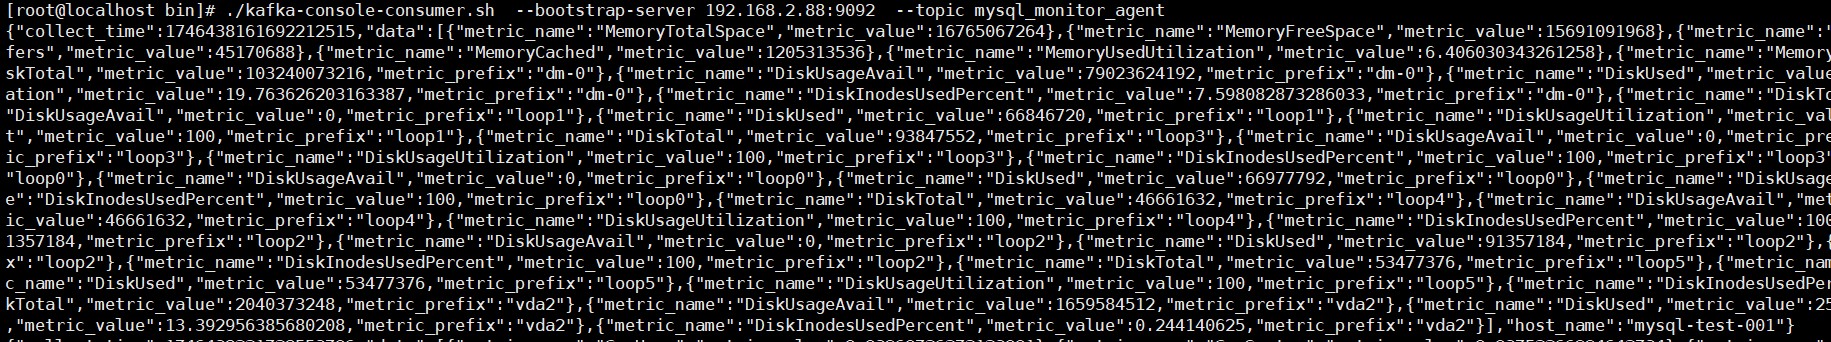 [root@localhost bin]# ./kafka-console-consumer.sh  --bootstrap-server 192.168.2.88:9092  --topic mysql_monitor_agent
{"collect_time":1746438161692212515,"data":[{"metric_name":"MemoryTotalSpace","metric_value":16765067264},{"metric_name":"MemoryFreeSpace","metric_value":15691091968},{"metric_name":"
fers","metric_value":45170688},{"metric_name":"MemoryCached","metric_value":1205313536},{"metric_name":"MemoryUsedUtilization","metric_value":6.406030343261258},{"metric_name":"Memory
skTotal","metric_value":103240073216,"metric_prefix":"dm-0"},{"metric_name":"DiskUsageAvail","metric_value":79023624192,"metric_prefix":"dm-0"},{"metric_name":"DiskUsed","metric_value
ation","metric_value":19.763626203163387,"metric_prefix":"dm-0"},{"metric_name":"DiskInodesUsedPercent","metric_value":7.598082873286033,"metric_prefix":"dm-0"},{"metric_name":"DiskTo
"DiskUsageAvail","metric_value":0,"metric_prefix":"loop1"},{"metric_name":"DiskUsed","metric_value":66846720,"metric_prefix":"loop1"},{"metric_name":"DiskUsageUtilization","metric_val
t","metric_value":100,"metric_prefix":"loop1"},{"metric_name":"DiskTotal","metric_value":93847552,"metric_prefix":"loop3"},{"metric_name":"DiskUsageAvail","metric_value":0,"metric_pre
ic_prefix":"loop3"},{"metric_name":"DiskUsageUtilization","metric_value":100,"metric_prefix":"loop3"},{"metric_name":"DiskInodesUsedPercent","metric_value":100,"metric_prefix":"loop3"
"loop0"},{"metric_name":"DiskUsageAvail","metric_value":0,"metric_prefix":"loop0"},{"metric_name":"DiskUsed","metric_value":66977792,"metric_prefix":"loop0"},{"metric_name":"DiskUsage
e":"DiskInodesUsedPercent","metric_value":100,"metric_prefix":"loop0"},{"metric_name":"DiskTotal","metric_value":46661632,"metric_prefix":"loop4"},{"metric_name":"DiskUsageAvail","met
ic_value":46661632,"metric_prefix":"loop4"},{"metric_name":"DiskUsageUtilization","metric_value":100,"metric_prefix":"loop4"},{"metric_name":"DiskInodesUsedPercent","metric_value":100
1357184,"metric_prefix":"loop2"},{"metric_name":"DiskUsageAvail","metric_value":0,"metric_prefix":"loop2"},{"metric_name":"DiskUsed","metric_value":91357184,"metric_prefix":"loop2"},{
x":"loop2"},{"metric_name":"DiskInodesUsedPercent","metric_value":100,"metric_prefix":"loop2"},{"metric_name":"DiskTotal","metric_value":53477376,"metric_prefix":"loop5"},{"metric_nam
c_name":"DiskUsed","metric_value":53477376,"metric_prefix":"loop5"},{"metric_name":"DiskUsageUtilization","metric_value":100,"metric_prefix":"loop5"},{"metric_name":"DiskInodesUsedPer
kTotal","metric_value":2040373248,"metric_prefix":"vda2"},{"metric_name":"DiskUsageAvail","metric_value":1659584512,"metric_prefix":"vda2"},{"metric_name":"DiskUsed","metric_value":25
,"metric_value":13.392956385680208,"metric_prefix":"vda2"},{"metric_name":"DiskInodesUsedPercent","metric_value":0.244140625,"metric_prefix":"vda2"}],"host_name":"mysql-test-001"}